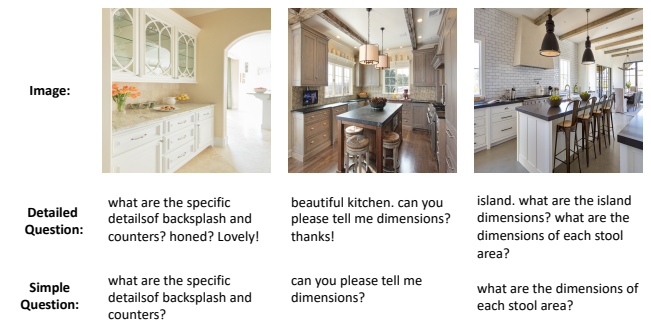 Image:
Detailed
Question:
what are the specific
detailsof backsplash and
counters? honed? Lovely!
beautiful kitchen. can you
please tell me dimensions?
thanks!
island. what are the island
dimensions? what are the
dimensions of each stool
area?
Simple
Question:
what are the specific
detailsof backsplash and
counters?
can you please tell me
dimensions?
what are the dimensions of
each stool area?